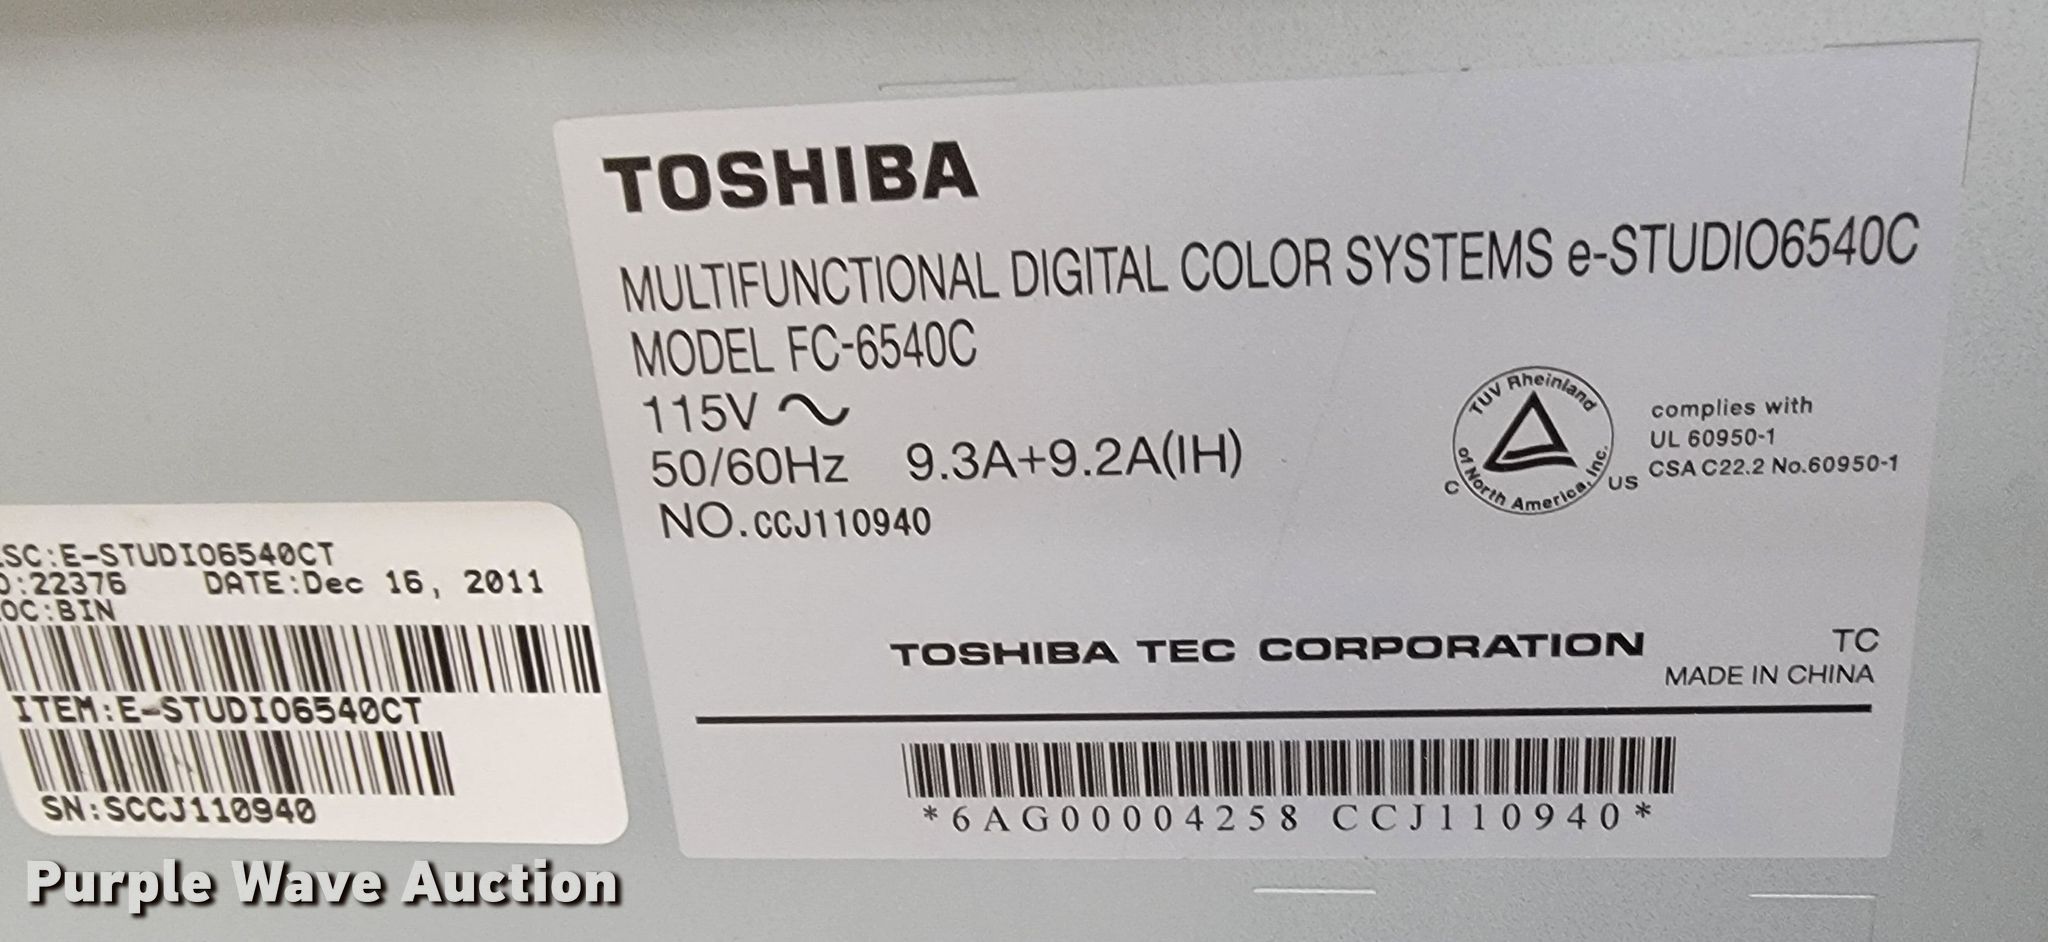 TOSHIBA
MULTIFUNCTIONAL DIGITAL COLOR SYSTEMS e-STUDIO6540C
MODEL FC-6540C
115V ~
50/60Hz 9.3A+9.2A(IH)
NO.CCJ110940
TUV Rheinland
of North America, Inc.
C US
complies with
UL 60950-1
CSA C22.2 No.60950-1
TOSHIBA TEC CORPORATION
TC
MADE IN CHINA
*6AG00004258 CCJ110940*
SC:E-STUDIO6540CT
:22376 DATE:Dec 16, 2011
OC:BIN
ITEM:E-STUDIO6540CT
SN:SCCJ110940
Purple Wave Auction